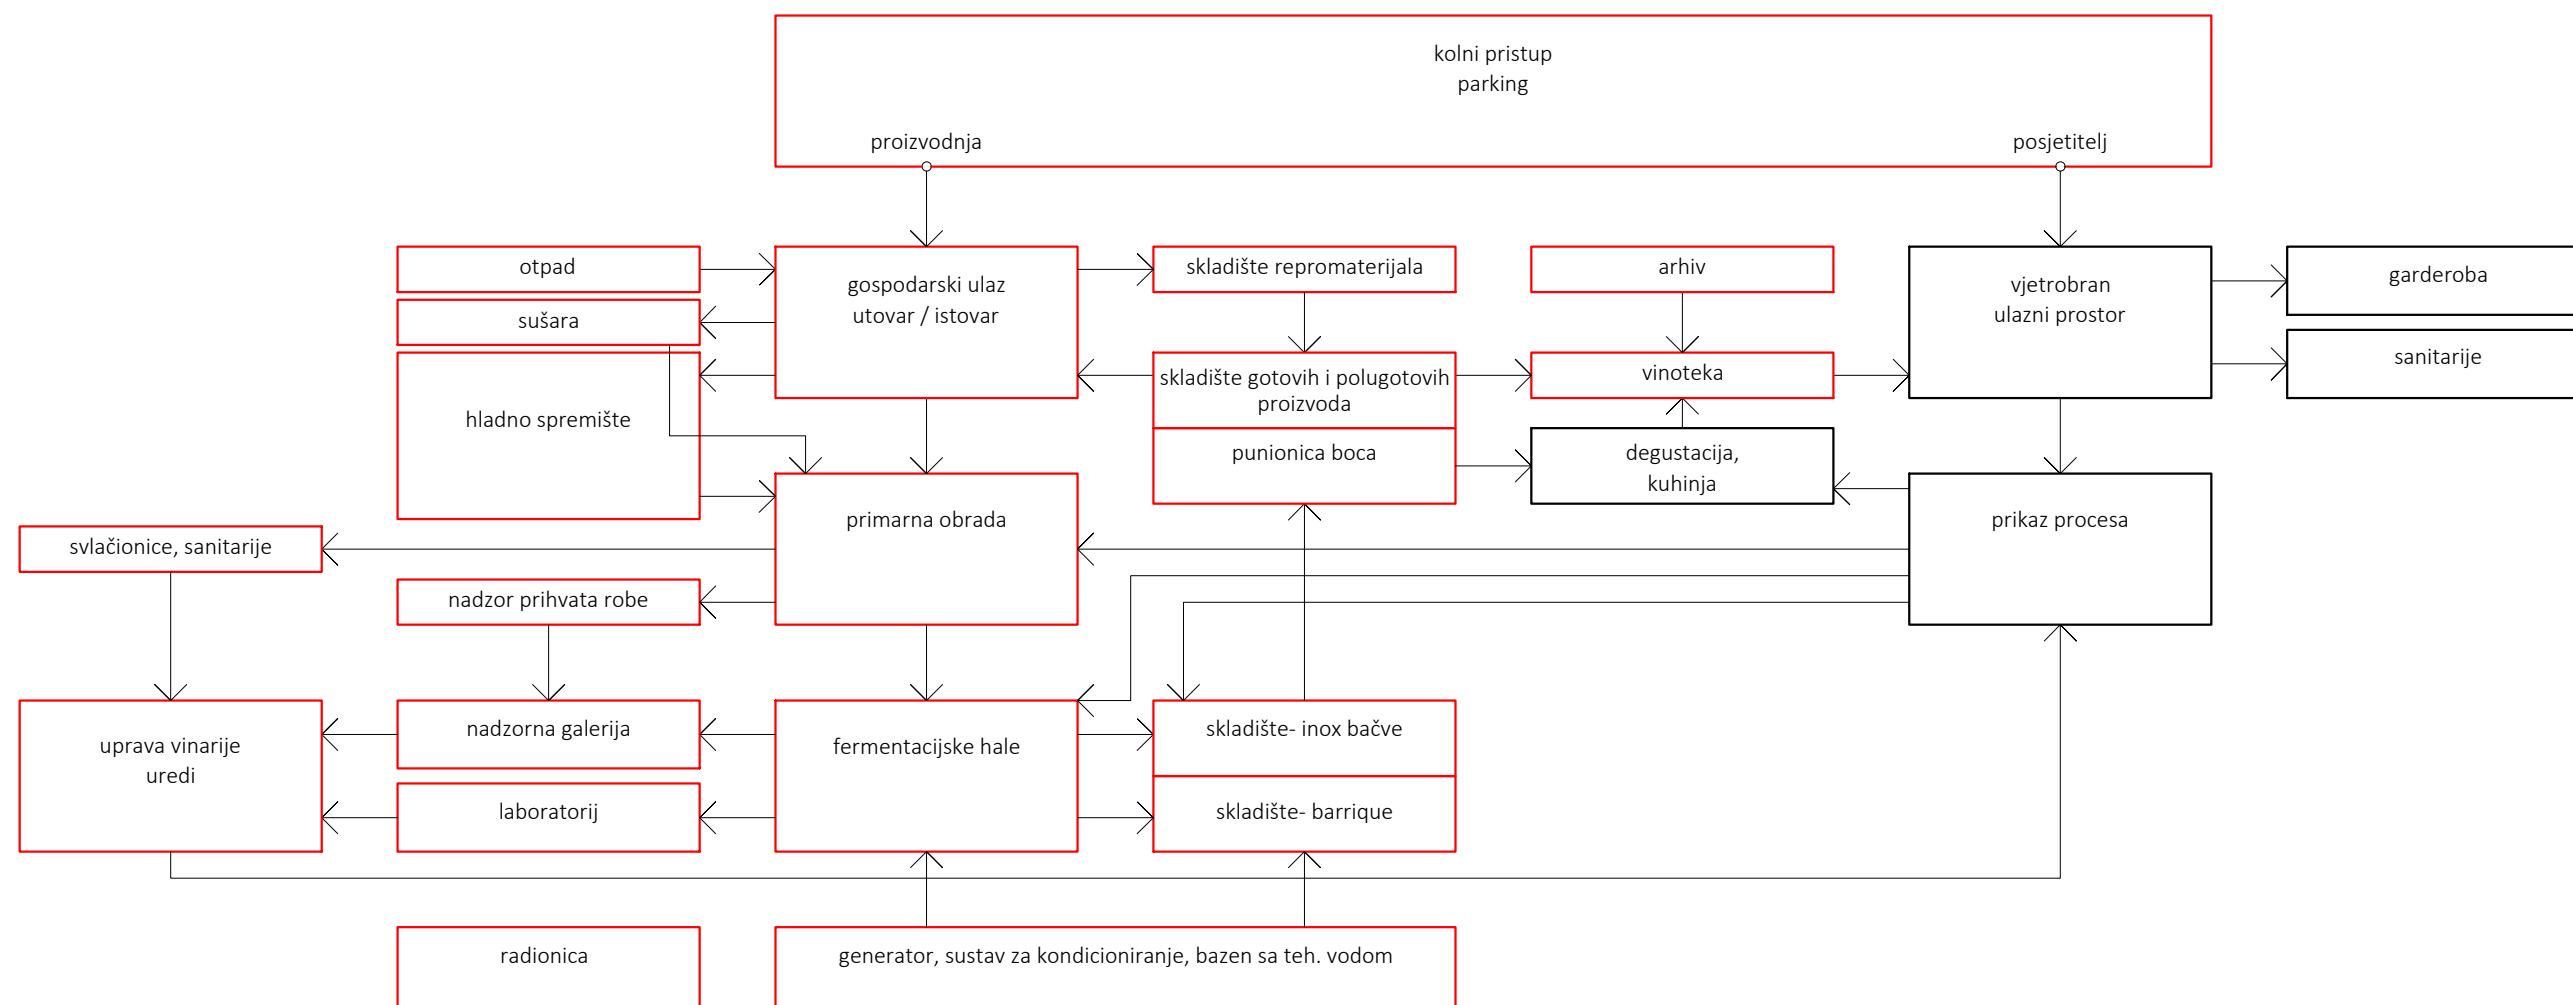 kolni pristup
parking
proizvodnja
posjetitelj
otpad
gospodarski ulaz
utovar / istovar
skladište repromaterijala
arhiv
vjetrobran
ulazni prostor
garderoba
sušara
sanitarije
hladno spremište
skladište gotovih i polugotovih
proizvoda
vinoteka
punionica boca
degustacija,
kuhinja
primarna obrada
prikaz procesa
svlačionice, sanitarije
nadzor prihvata robe
uprava vinarije
uredi
nadzorna galerija
fermentacijske hale
skladište- inox bačve
laboratorij
skladište- barrique
radionica
generator, sustav za kondicioniranje, bazen sa teh. vodom